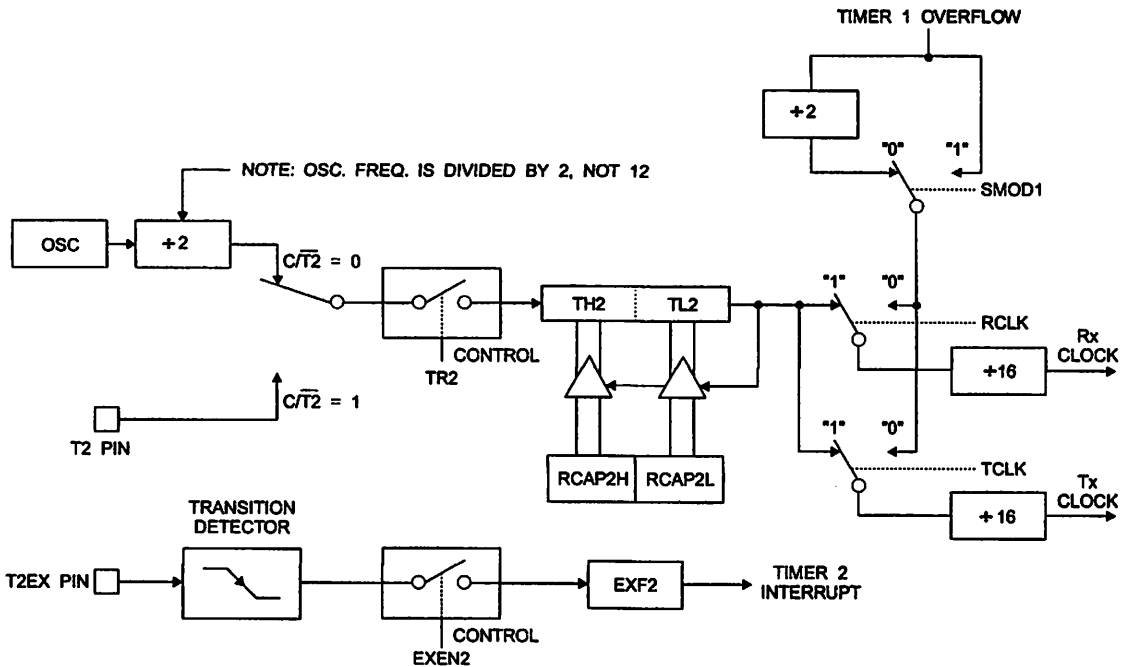 TIMER 1 OVERFLOW
÷2
"0"
"1"
NOTE: OSC. FREQ. IS DIVIDED BY 2, NOT 12
SMOD1
OSC
÷2
C/T2̅ = 0
TH2
TL2
"1"
"0"
CONTROL
TR2
RCLK
Rx
CLOCK
÷16
C/T2̅ = 1
T2 PIN
"1"
"0"
RCAP2H
RCAP2L
TCLK
Tx
CLOCK
÷16
TRANSITION
DETECTOR
T2EX PIN
EXF2
TIMER 2
INTERRUPT
CONTROL
EXEN2